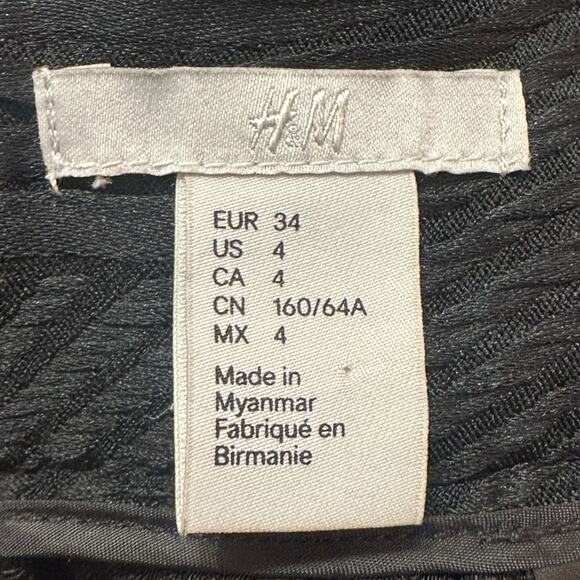 H&M
EUR 34
US 4
CA 4
CN 160/64A
MX 4
Made in
Myanmar
Fabriqué en
Birmanie